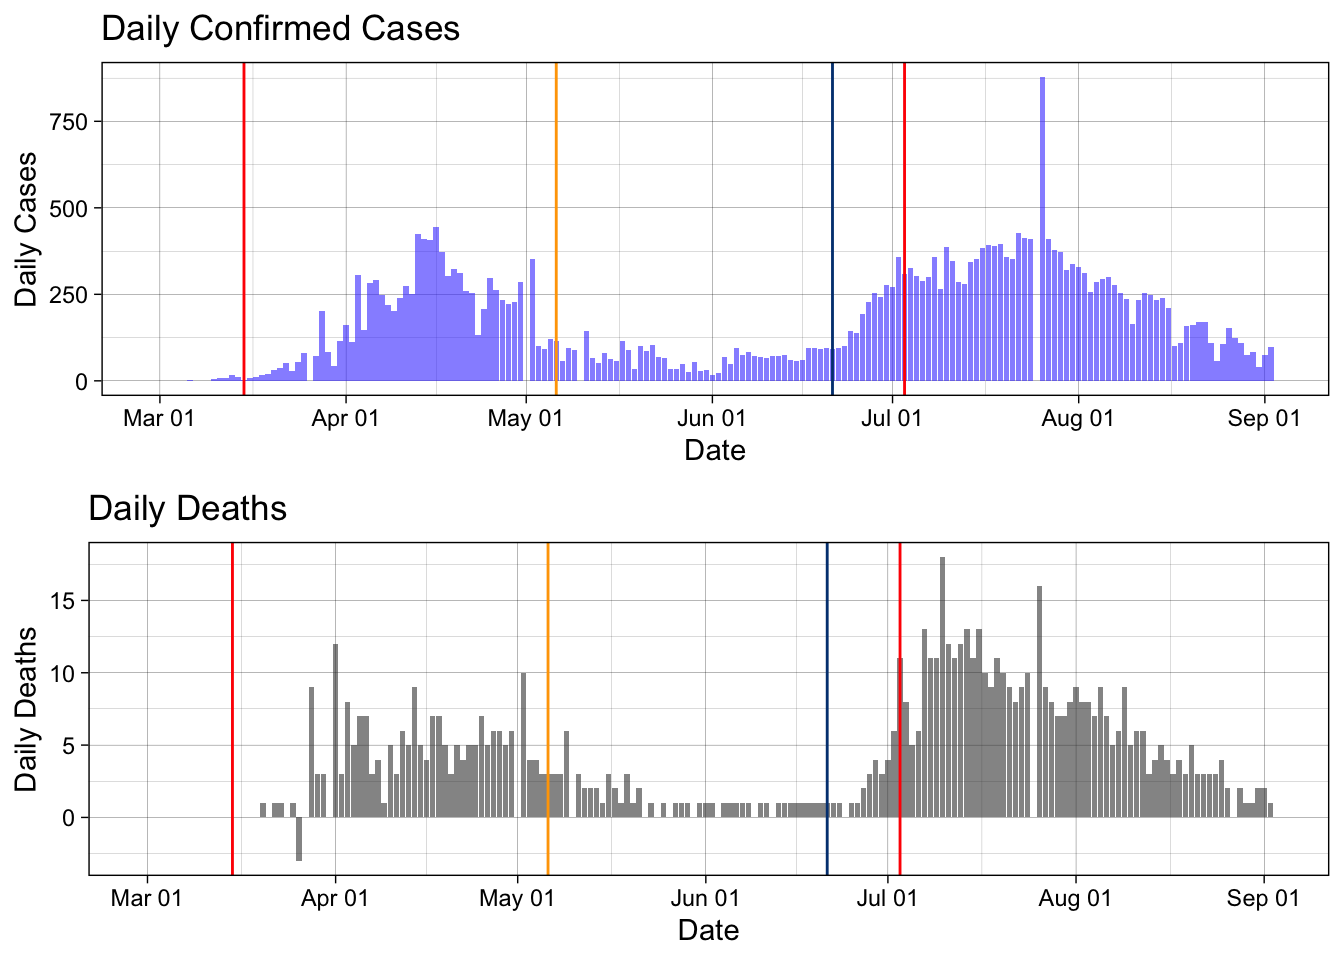 Daily Confirmed Cases
Daily Cases
750
500
250
0
Mar 01 Apr 01 May 01 Jun 01 Jul 01 Aug 01 Sep 01
Date
Daily Deaths
Daily Deaths
15
10
5
0
Mar 01 Apr 01 May 01 Jun 01 Jul 01 Aug 01 Sep 01
Date